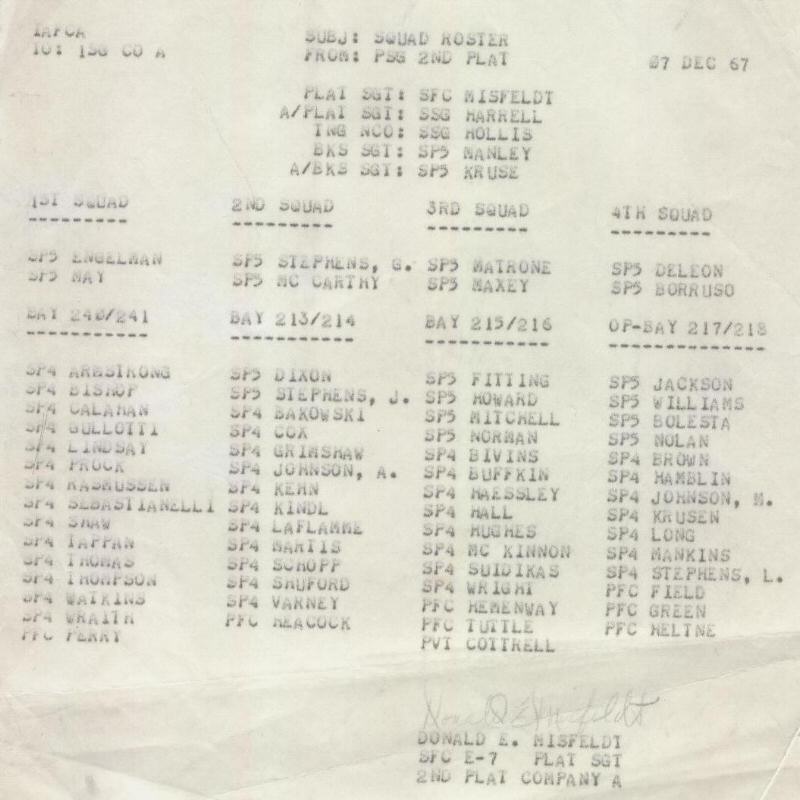 IAFCA
TO: 1SG CO A
SUBJ: SQUAD ROSTER
FROM: PSG 2ND PLAT
07 DEC 67
PLAT SGT: SFC MISFELDT
A/PLAT SGT: SSG HARRELL
TNG NCO: SSG HOLLIS
BKS SGT: SP5 MANLEY
A/BKS SGT: SP5 KRUSE
1ST SQUAD
----------
SP5 ENGELMAN
SP5 MAY
BAY 240/241
------------
SP4 ARMSTRONG
SP4 BISHOP
SP4 CALAHAN
SP4 GULLOTTI
SP4 LINDSAY
SP4 PROCK
SP4 RASMUSSEN
SP4 SEBASTIANELLI
SP4 SHAW
SP4 TAPPAN
SP4 THOMAS
SP4 THOMPSON
SP4 WATKINS
SP4 WRAITH
PFC PERRY
2ND SQUAD
----------
SP5 STEPHENS, G.
SP5 MC CARTHY
BAY 213/214
------------
SP5 DIXON
SP5 STEPHENS, J.
SP4 BAKOWSKI
SP4 COX
SP4 GRIMSHAW
SP4 JOHNSON, A.
SP4 KEHN
SP4 KINDL
SP4 LAFLAMME
SP4 MARTIS
SP4 SCHOPP
SP4 SHUFORD
SP4 VARNEY
PFC HEACOCK
3RD SQUAD
----------
SP5 MATRONE
SP5 MAXEY
BAY 215/216
------------
SP5 FITTING
SP5 HOWARD
SP5 MITCHELL
SP5 NORMAN
SP4 BIVINS
SP4 BUFFKIN
SP4 HAESSLEY
SP4 HALL
SP4 HUGHES
SP4 MC KINNON
SP4 SUIDIKAS
SP4 WRIGHT
PFC HEMENWAY
PFC TUTTLE
PVT COTTRELL
4TH SQUAD
----------
SP5 DELEON
SP5 BORRUSO
OP-BAY 217/218
---------------
SP5 JACKSON
SP5 WILLIAMS
SP5 BOLESTA
SP5 NOLAN
SP4 BROWN
SP4 HAMBLIN
SP4 JOHNSON, M.
SP4 KRUSEN
SP4 LONG
SP4 MANKINS
SP4 STEPHENS, L.
PFC FIELD
PFC GREEN
PFC HELTNE
Donald E Misfeldt
DONALD E. MISFELDT
SFC E-7 PLAT SGT
2ND PLAT COMPANY A